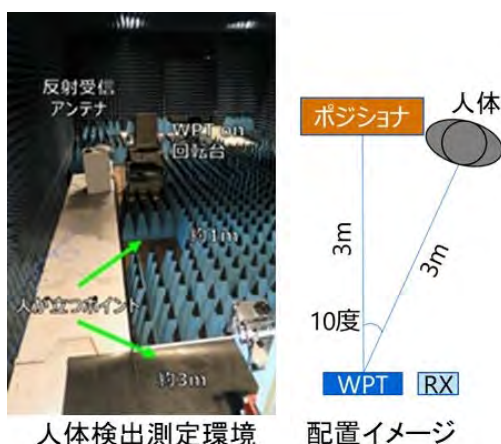 反射受信
アンテナ
WPT on
回転台
約1m
人が立つポイント
約3m
人体検出測定環境
ポジショナ
人体
3m
3m
10度
WPT
RX
配置イメージ